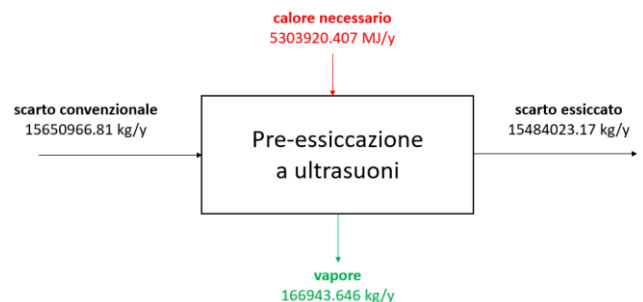 calore necessario
5303920.407 MJ/y
scarto convenzionale
15650966.81 kg/y
Pre-essiccazione
a ultrasuoni
scarto essiccato
15484023.17 kg/y
vapore
166943.646 kg/y